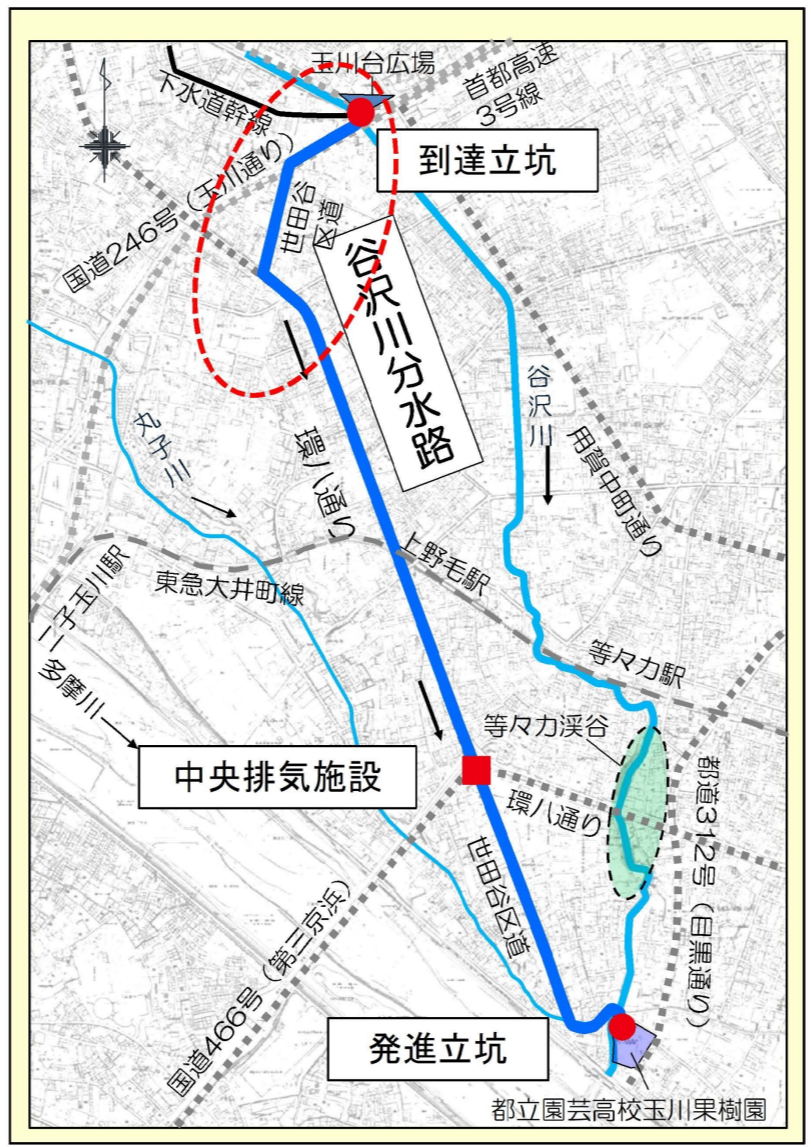 玉川台広場
首都高速
3号線
下水道幹線
到達立坑
国道246号（玉川通り）
世田谷
区道
谷沢川分水路
谷沢川
丸子川
環八通り
用賀中町通り
上野毛駅
東急大井町線
二子玉川駅
等々力駅
多摩川
等々力渓谷
中央排気施設
環八通り
都道312号（目黒通り）
世田谷区道
国道466号（第三京浜）
発進立坑
都立園芸高校玉川果樹園